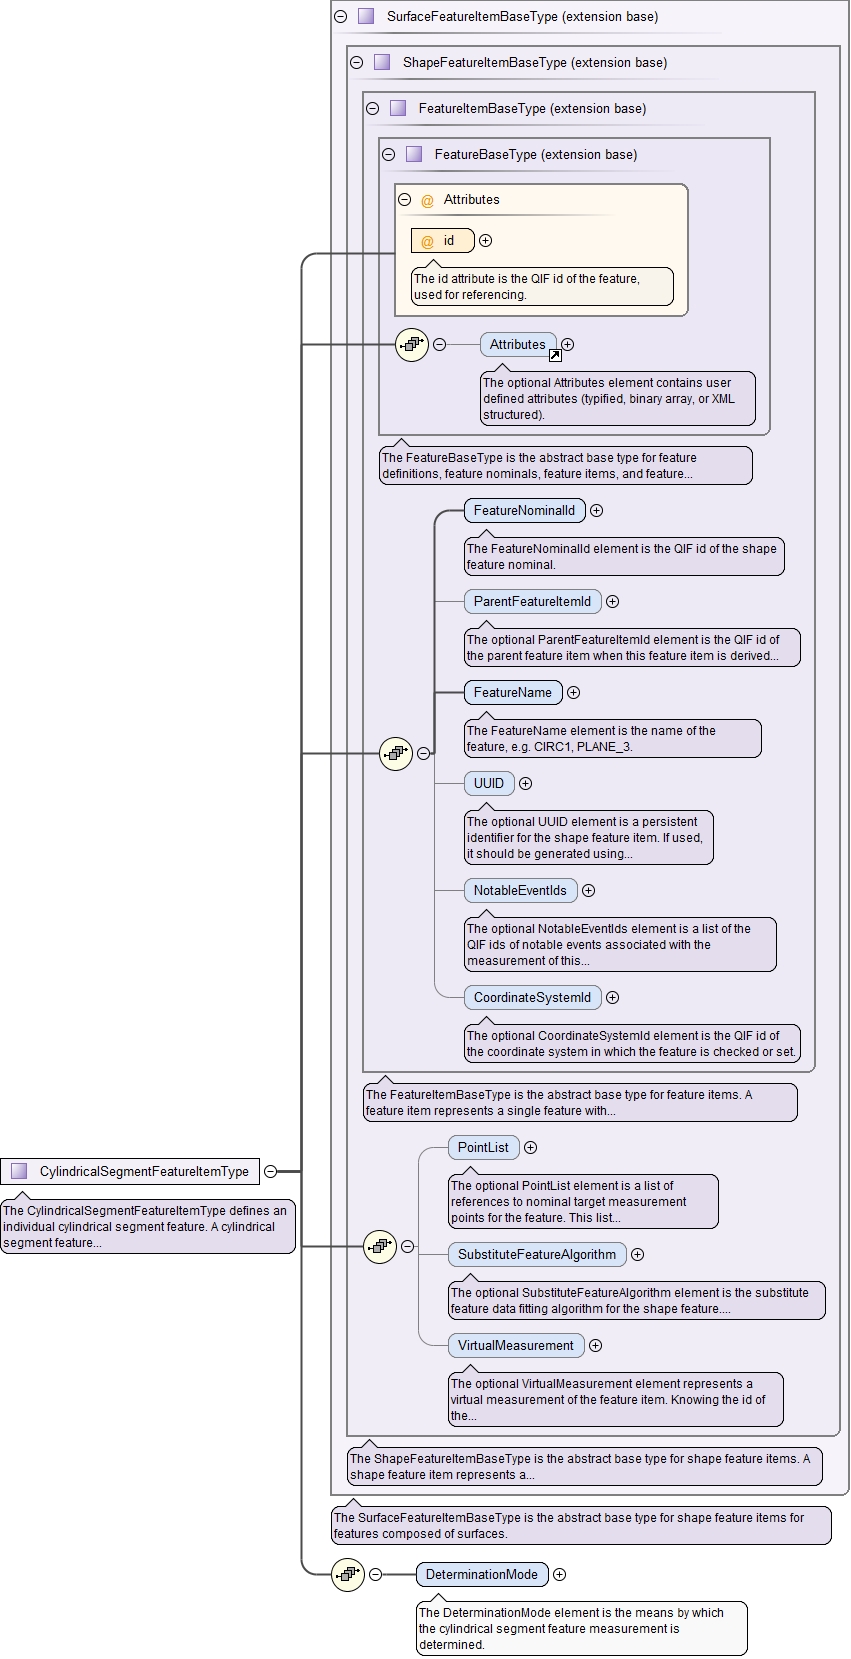 SurfaceFeatureItemBaseType (extension base)
ShapeFeatureItemBaseType (extension base)
FeatureItemBaseType (extension base)
FeatureBaseType (extension base)
@ Attributes
@ id
The id attribute is the QIF id of the feature,
used for referencing.
Attributes
The optional Attributes element contains user
defined attributes (typified, binary array, or XML
structured).
The FeatureBaseType is the abstract base type for feature
definitions, feature nominals, feature items, and feature...
FeatureNominalId
The FeatureNominalId element is the QIF id of the shape
feature nominal.
ParentFeatureItemId
The optional ParentFeatureItemId element is the QIF id of
the parent feature item when this feature item is derived...
FeatureName
The FeatureName element is the name of the
feature, e.g. CIRC1, PLANE_3.
UUID
The optional UUID element is a persistent
identifier for the shape feature item. If used,
it should be generated using...
NotableEventIds
The optional NotableEventIds element is a list of the
QIF ids of notable events associated with the
measurement of this...
CoordinateSystemId
The optional CoordinateSystemId element is the QIF id of
the coordinate system in which the feature is checked or set.
The FeatureItemBaseType is the abstract base type for feature items. A
feature item represents a single feature with...
PointList
The optional PointList element is a list of
references to nominal target measurement
points for the feature. This list...
CylindricalSegmentFeatureItemType
The CylindricalSegmentFeatureItemType defines an
individual cylindrical segment feature. A cylindrical
segment feature...
SubstituteFeatureAlgorithm
The optional SubstituteFeatureAlgorithm element is the substitute
feature data fitting algorithm for the shape feature....
VirtualMeasurement
The optional VirtualMeasurement element represents a
virtual measurement of the feature item. Knowing the id of
the...
The ShapeFeatureItemBaseType is the abstract base type for shape feature items. A
shape feature item represents a...
The SurfaceFeatureItemBaseType is the abstract base type for shape feature items for
features composed of surfaces.
DeterminationMode
The DeterminationMode element is the means by which
the cylindrical segment feature measurement is
determined.